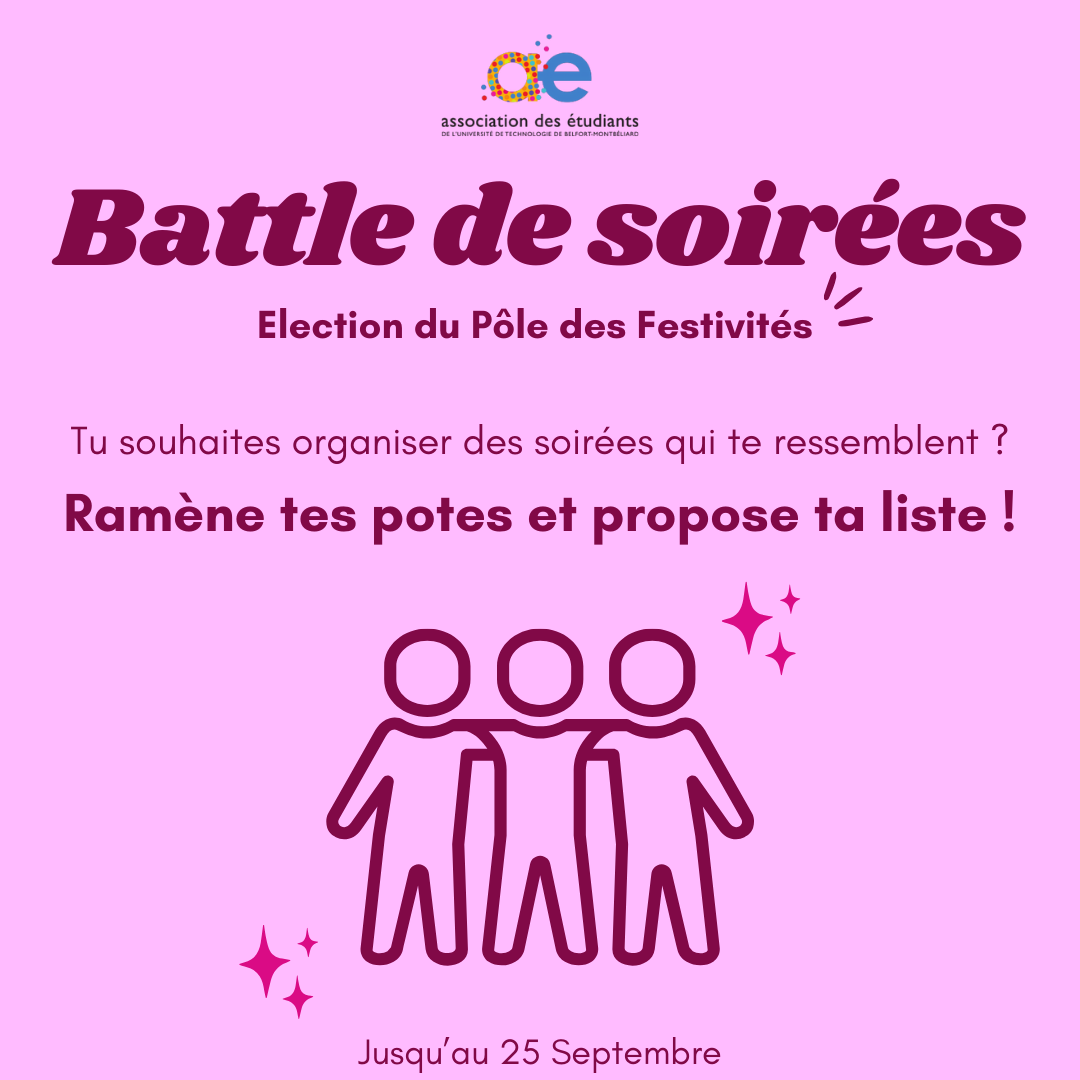 ae
association des étudiants
DE L'UNIVERSITÉ DE TECHNOLOGIE DE BELFORT-MONTBÉLIARD
Battle de soirées
Election du Pôle des Festivités
Tu souhaites organiser des soirées qui te ressemblent ?
Ramène tes potes et propose ta liste !
Jusqu'au 25 Septembre